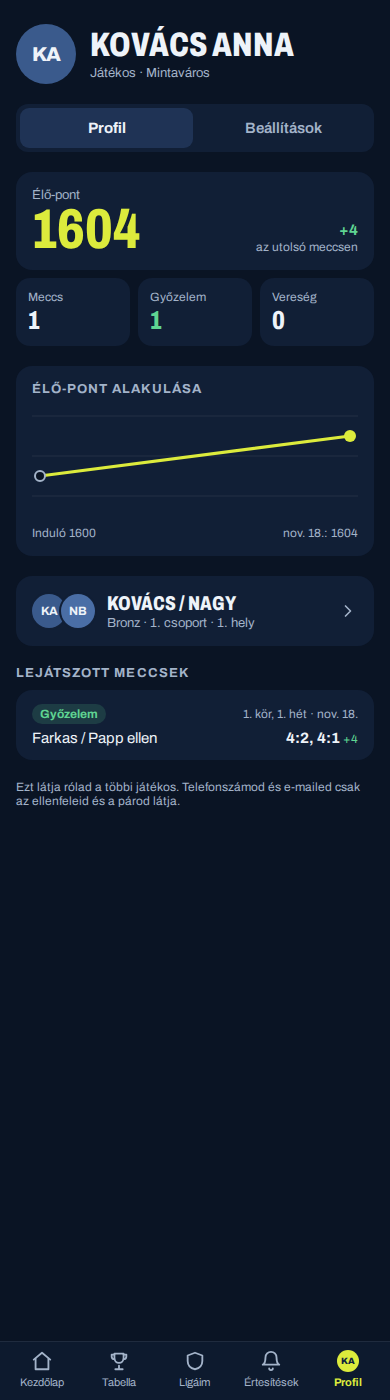 KA
KOVÁCS ANNA
Játékos · Mintaváros
Profil
Beállítások
Élő-pont
1604
+4
az utolsó meccsen
Meccs
1
Győzelem
1
Vereség
0
ÉLŐ-PONT ALAKULÁSA
Induló 1600
nov. 18.: 1604
KA
NB
KOVÁCS / NAGY
Bronz · 1. csoport · 1. hely
LEJÁTSZOTT MECCSEK
Győzelem
1. kör, 1. hét · nov. 18.
Farkas / Papp ellen
4:2, 4:1 +4
Ezt látja rólad a többi játékos. Telefonszámod és e-mailed csak
az ellenfeleid és a párod látja.
Kezdőlap
Tabella
Ligáim
Értesítések
KA
Profil